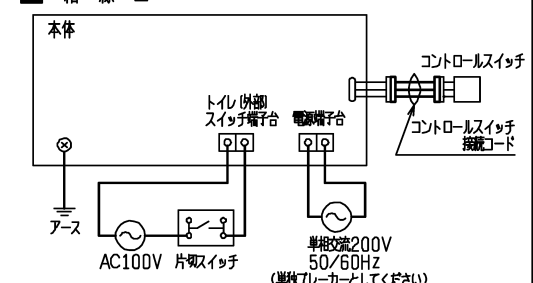 本体
コントロールスイッチ
トイレ(外部)
スイッチ端子台
電源端子台
コントロールスイッチ
接続コード
アース
AC100V
片切スイッチ
単相交流200V
50/60Hz
(単独ブレーカーとしてください)